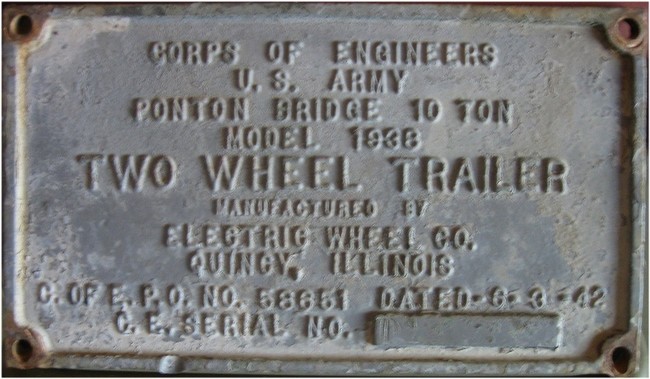 CORPS OF ENGINEERS
U. S. ARMY
PONTON BRIDGE 10 TON
MODEL 1938
TWO WHEEL TRAILER
MANUFACTURED BY
ELECTRIC WHEEL CO.
QUINCY, ILLINOIS
C. OF E. P. O. NO. 58651 DATED-6-3-42
C. E. SERIAL NO.